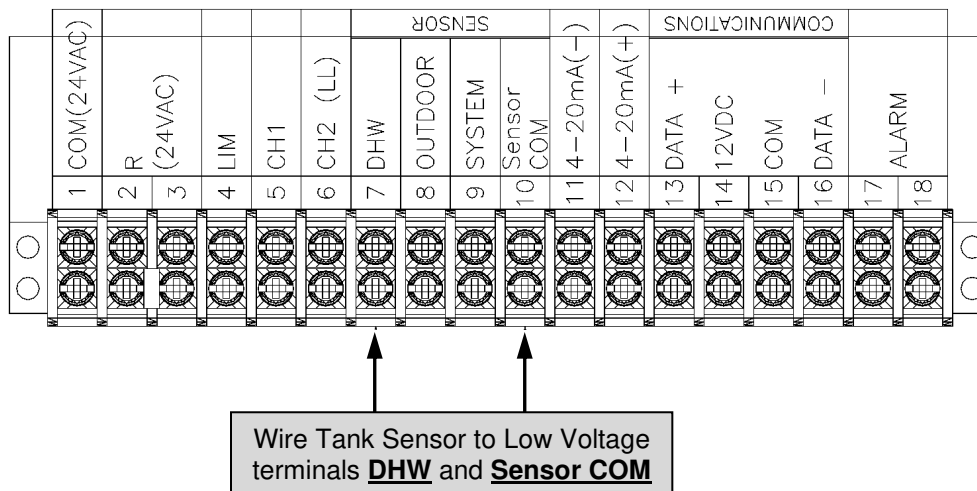 SENSOR
COMMUNICATIONS
COM(24VAC)
R
(24VAC)
LIM
CH1
CH2 (LL)
DHW
OUTDOOR
SYSTEM
Sensor
COM
4-20mA(-)
4-20mA(+)
DATA +
12VDC
COM
DATA -
ALARM
1 2 3 4 5 6 7 8 9 10 11 12 13 14 15 16 17 18
Wire Tank Sensor to Low Voltage
terminals DHW and Sensor COM